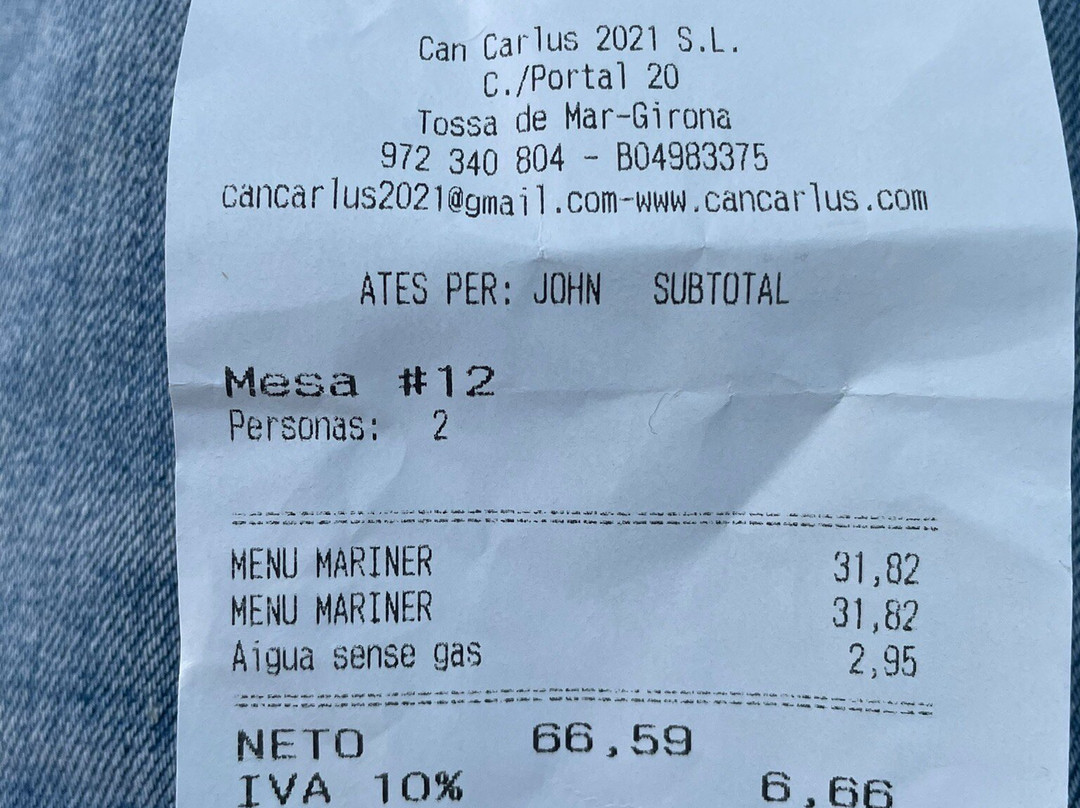 Can Carlus 2021 S.L.
C./Portal 20
Tossa de Mar-Girona
972 340 804 - B04983375
cancarlus2021@gmail.com-www.cancarlus.com
ATES PER: JOHN SUBTOTAL
Mesa #12
Personas: 2
MENU MARINER 31,82
MENU MARINER 31,82
Aigua sense gas 2,95
NETO 66,59
IVA 10% 6,66